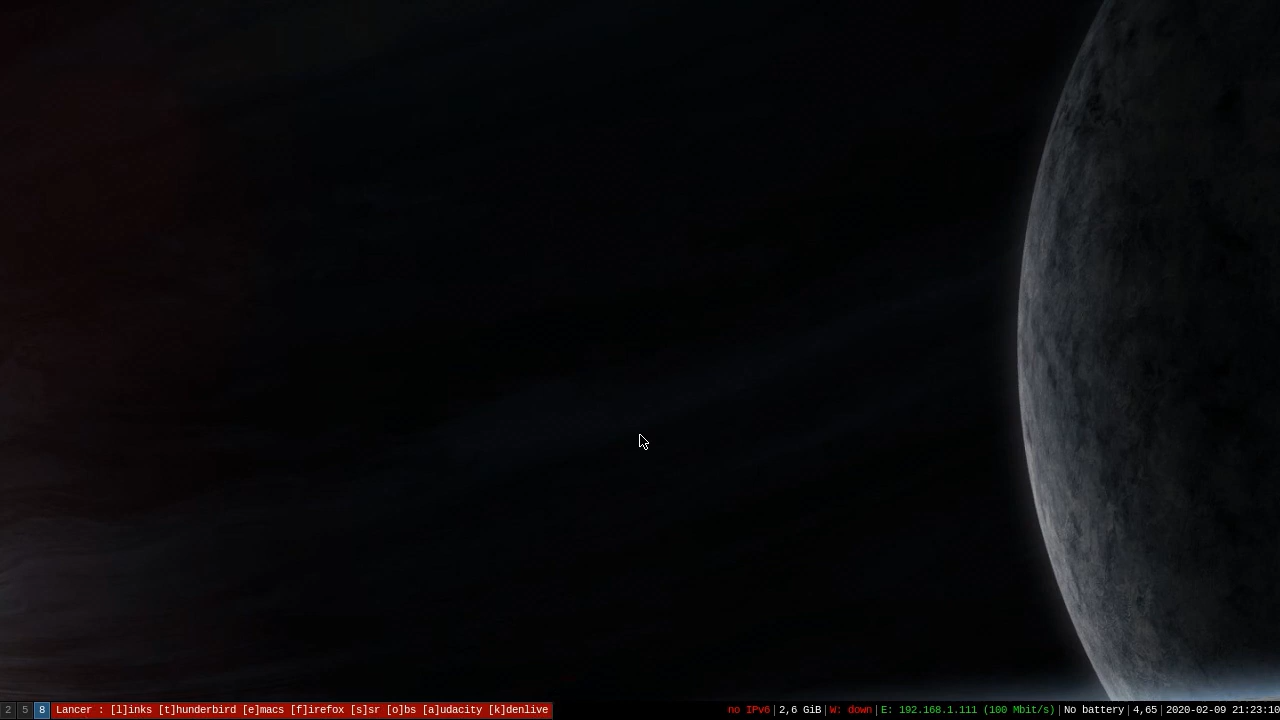 2 5 8 Lancer : [l]inks [t]hunderbird [e]macs [f]irefox [s]sr [o]bs [a]udacity [k]denlive no IPv6|2,6 GiB|W: down|E: 192.168.1.111 (100 Mbit/s)|No battery|4,65|2020-02-09 21:23:10